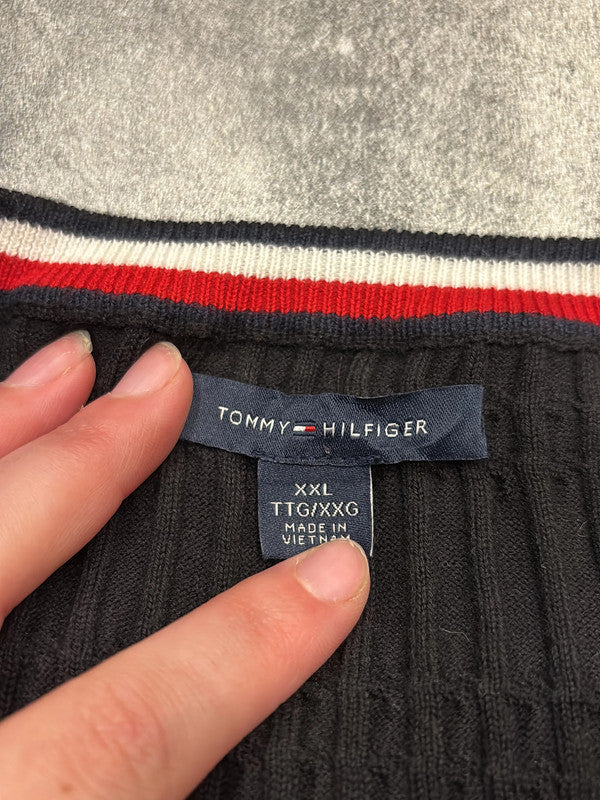 TOMMY HILFIGER
XXL
TTG/XXG
MADE IN
VIETNAM